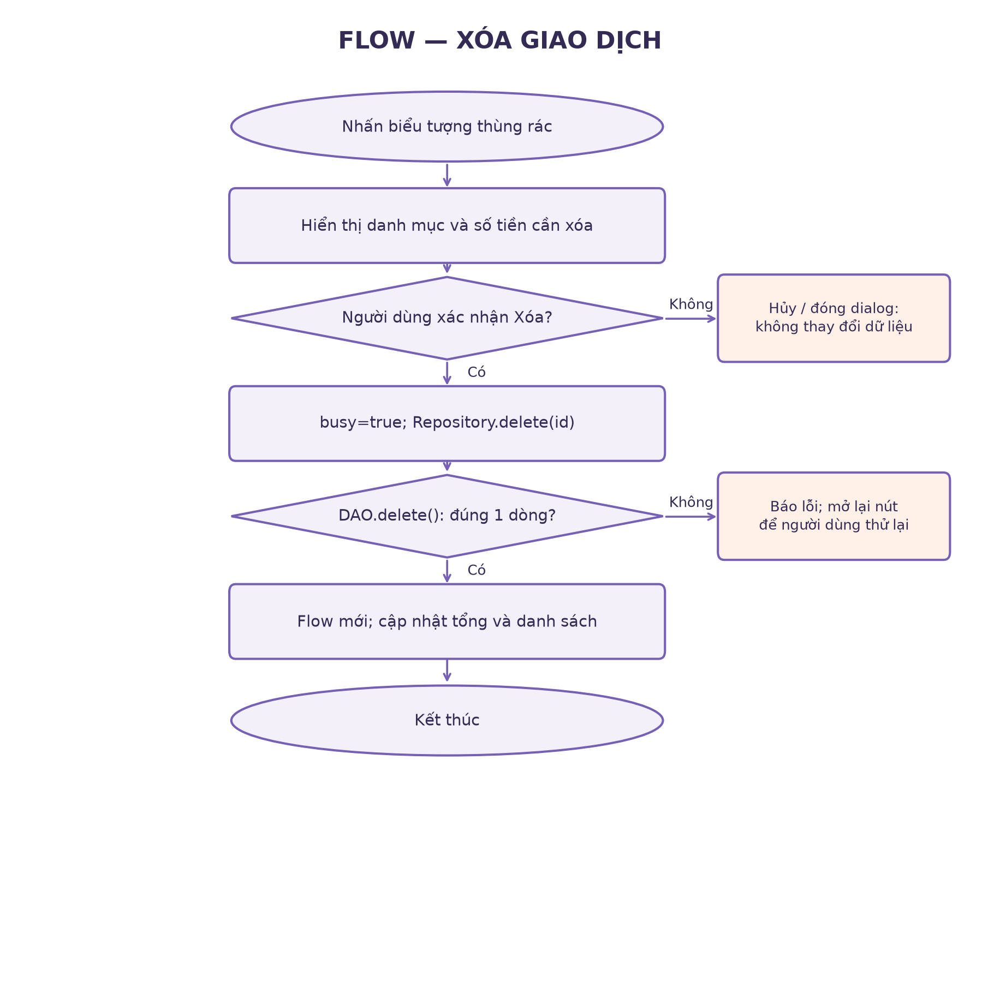 FLOW — XÓA GIAO DỊCH
Nhấn biểu tượng thùng rác
Hiển thị danh mục và số tiền cần xóa
Người dùng xác nhận Xóa?
Không
Hủy / đóng dialog:
không thay đổi dữ liệu
Có
busy=true; Repository.delete(id)
DAO.delete(): đúng 1 dòng?
Không
Báo lỗi; mở lại nút
để người dùng thử lại
Có
Flow mới; cập nhật tổng và danh sách
Kết thúc